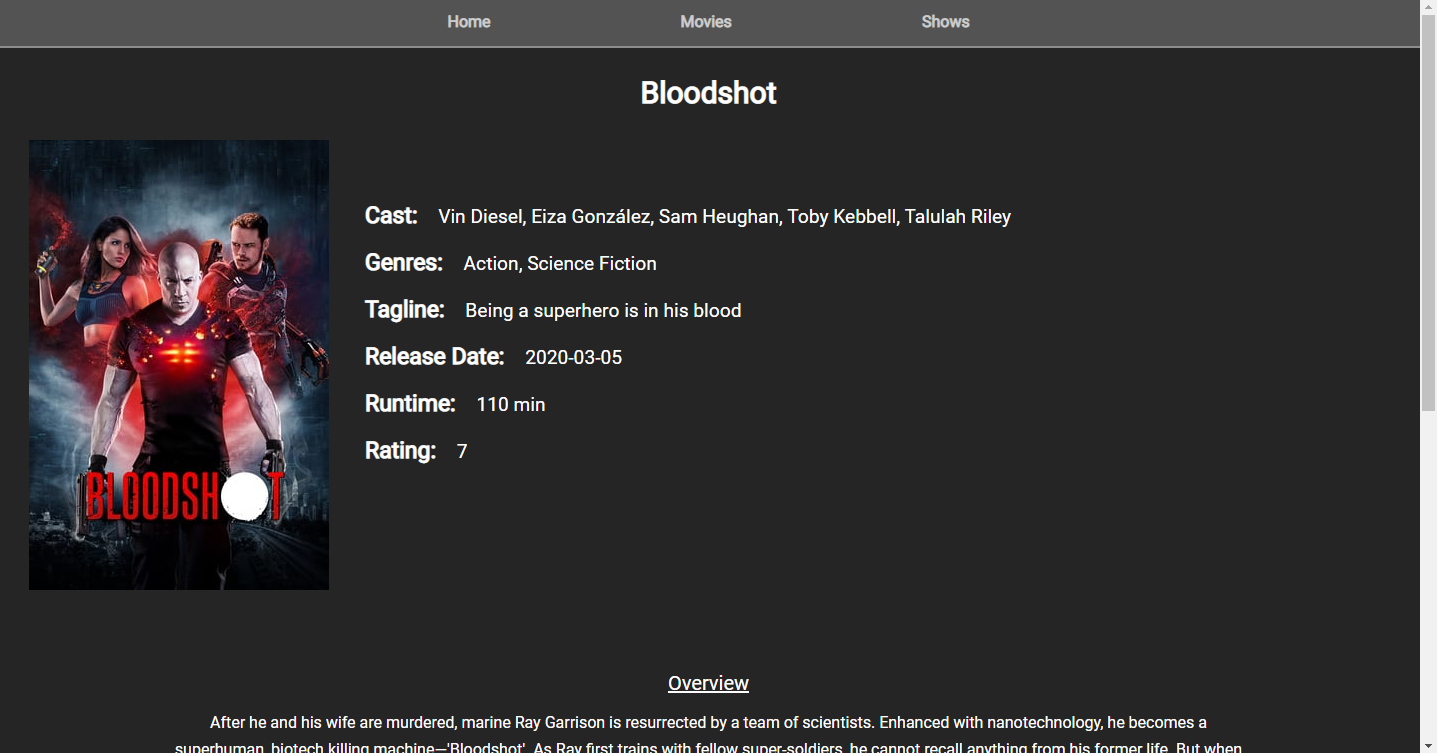 Home Movies Shows
Bloodshot
Cast: Vin Diesel, Eiza González, Sam Heughan, Toby Kebbell, Talulah Riley
Genres: Action, Science Fiction
Tagline: Being a superhero is in his blood
Release Date: 2020-03-05
Runtime: 110 min
Rating: 7
BLOODSH T
Overview
After he and his wife are murdered, marine Ray Garrison is resurrected by a team of scientists. Enhanced with nanotechnology, he becomes a
superhuman, biotech killing machine—'Bloodshot'. As Ray first trains with fellow super-soldiers, he cannot recall anything from his former life. But when